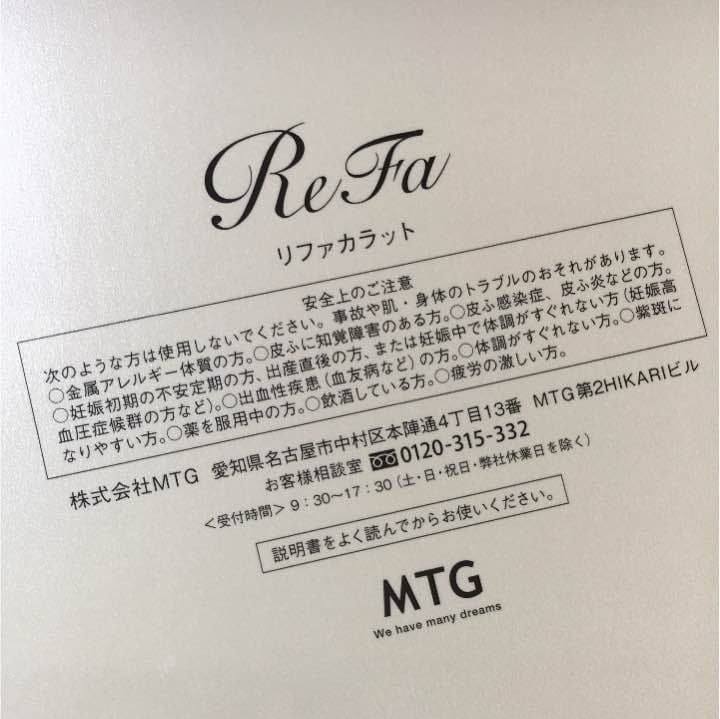 ReFa
リファカラット
安全上のご注意
次のような方は使用しないでください。事故や肌・身体のトラブルのおそれがあります。
○金属アレルギー体質の方。○皮ふに知覚障害のある方。○皮ふ感染症、皮ふ炎などの方。
○妊娠初期の不安定期の方、出産直後の方、または妊娠中で体調がすぐれない方（妊娠高
血圧症候群の方など）。○出血性疾患（血友病など）の方。○体調がすぐれない方。○紫斑に
なりやすい方。○薬を服用中の方。○飲酒している方。○疲労の激しい方。
株式会社MTG 愛知県名古屋市中村区本陣通4丁目13番 MTG第2HIKARIビル
お客様相談室 0120-315-332
＜受付時間＞9：30〜17：30（土・日・祝日・弊社休業日を除く）
説明書をよく読んでからお使いください。
MTG
We have many dreams